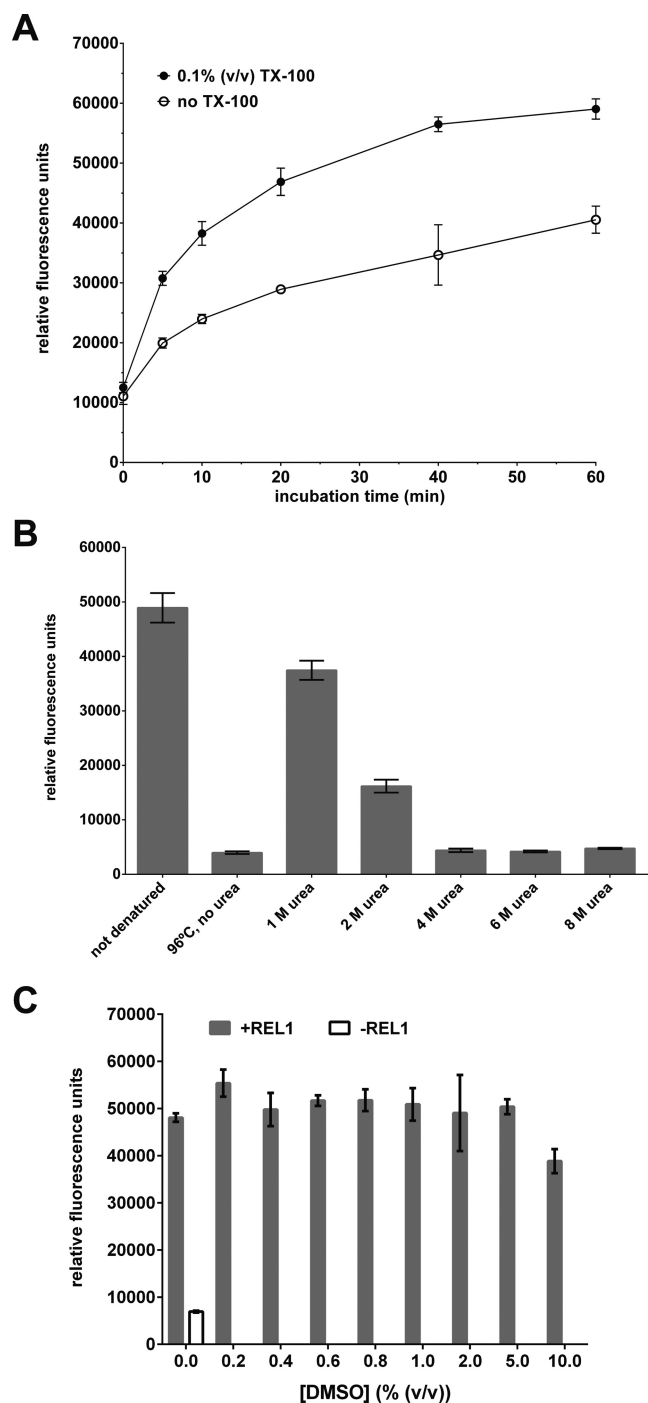 A
70000
60000
50000
40000
30000
20000
10000
0
relative fluorescence units
0.1% (v/v) TX-100
no TX-100
0 10 20 30 40 50 60
incubation time (min)
B
60000
50000
40000
30000
20000
10000
0
relative fluorescence units
not denatured
96ºC, no urea
1 M urea
2 M urea
4 M urea
6 M urea
8 M urea
C
70000
60000
50000
40000
30000
20000
10000
0
relative fluorescence units
+REL1 -REL1
0.0 0.2 0.4 0.6 0.8 1.0 2.0 5.0 10.0
[DMSO] (% (v/v))